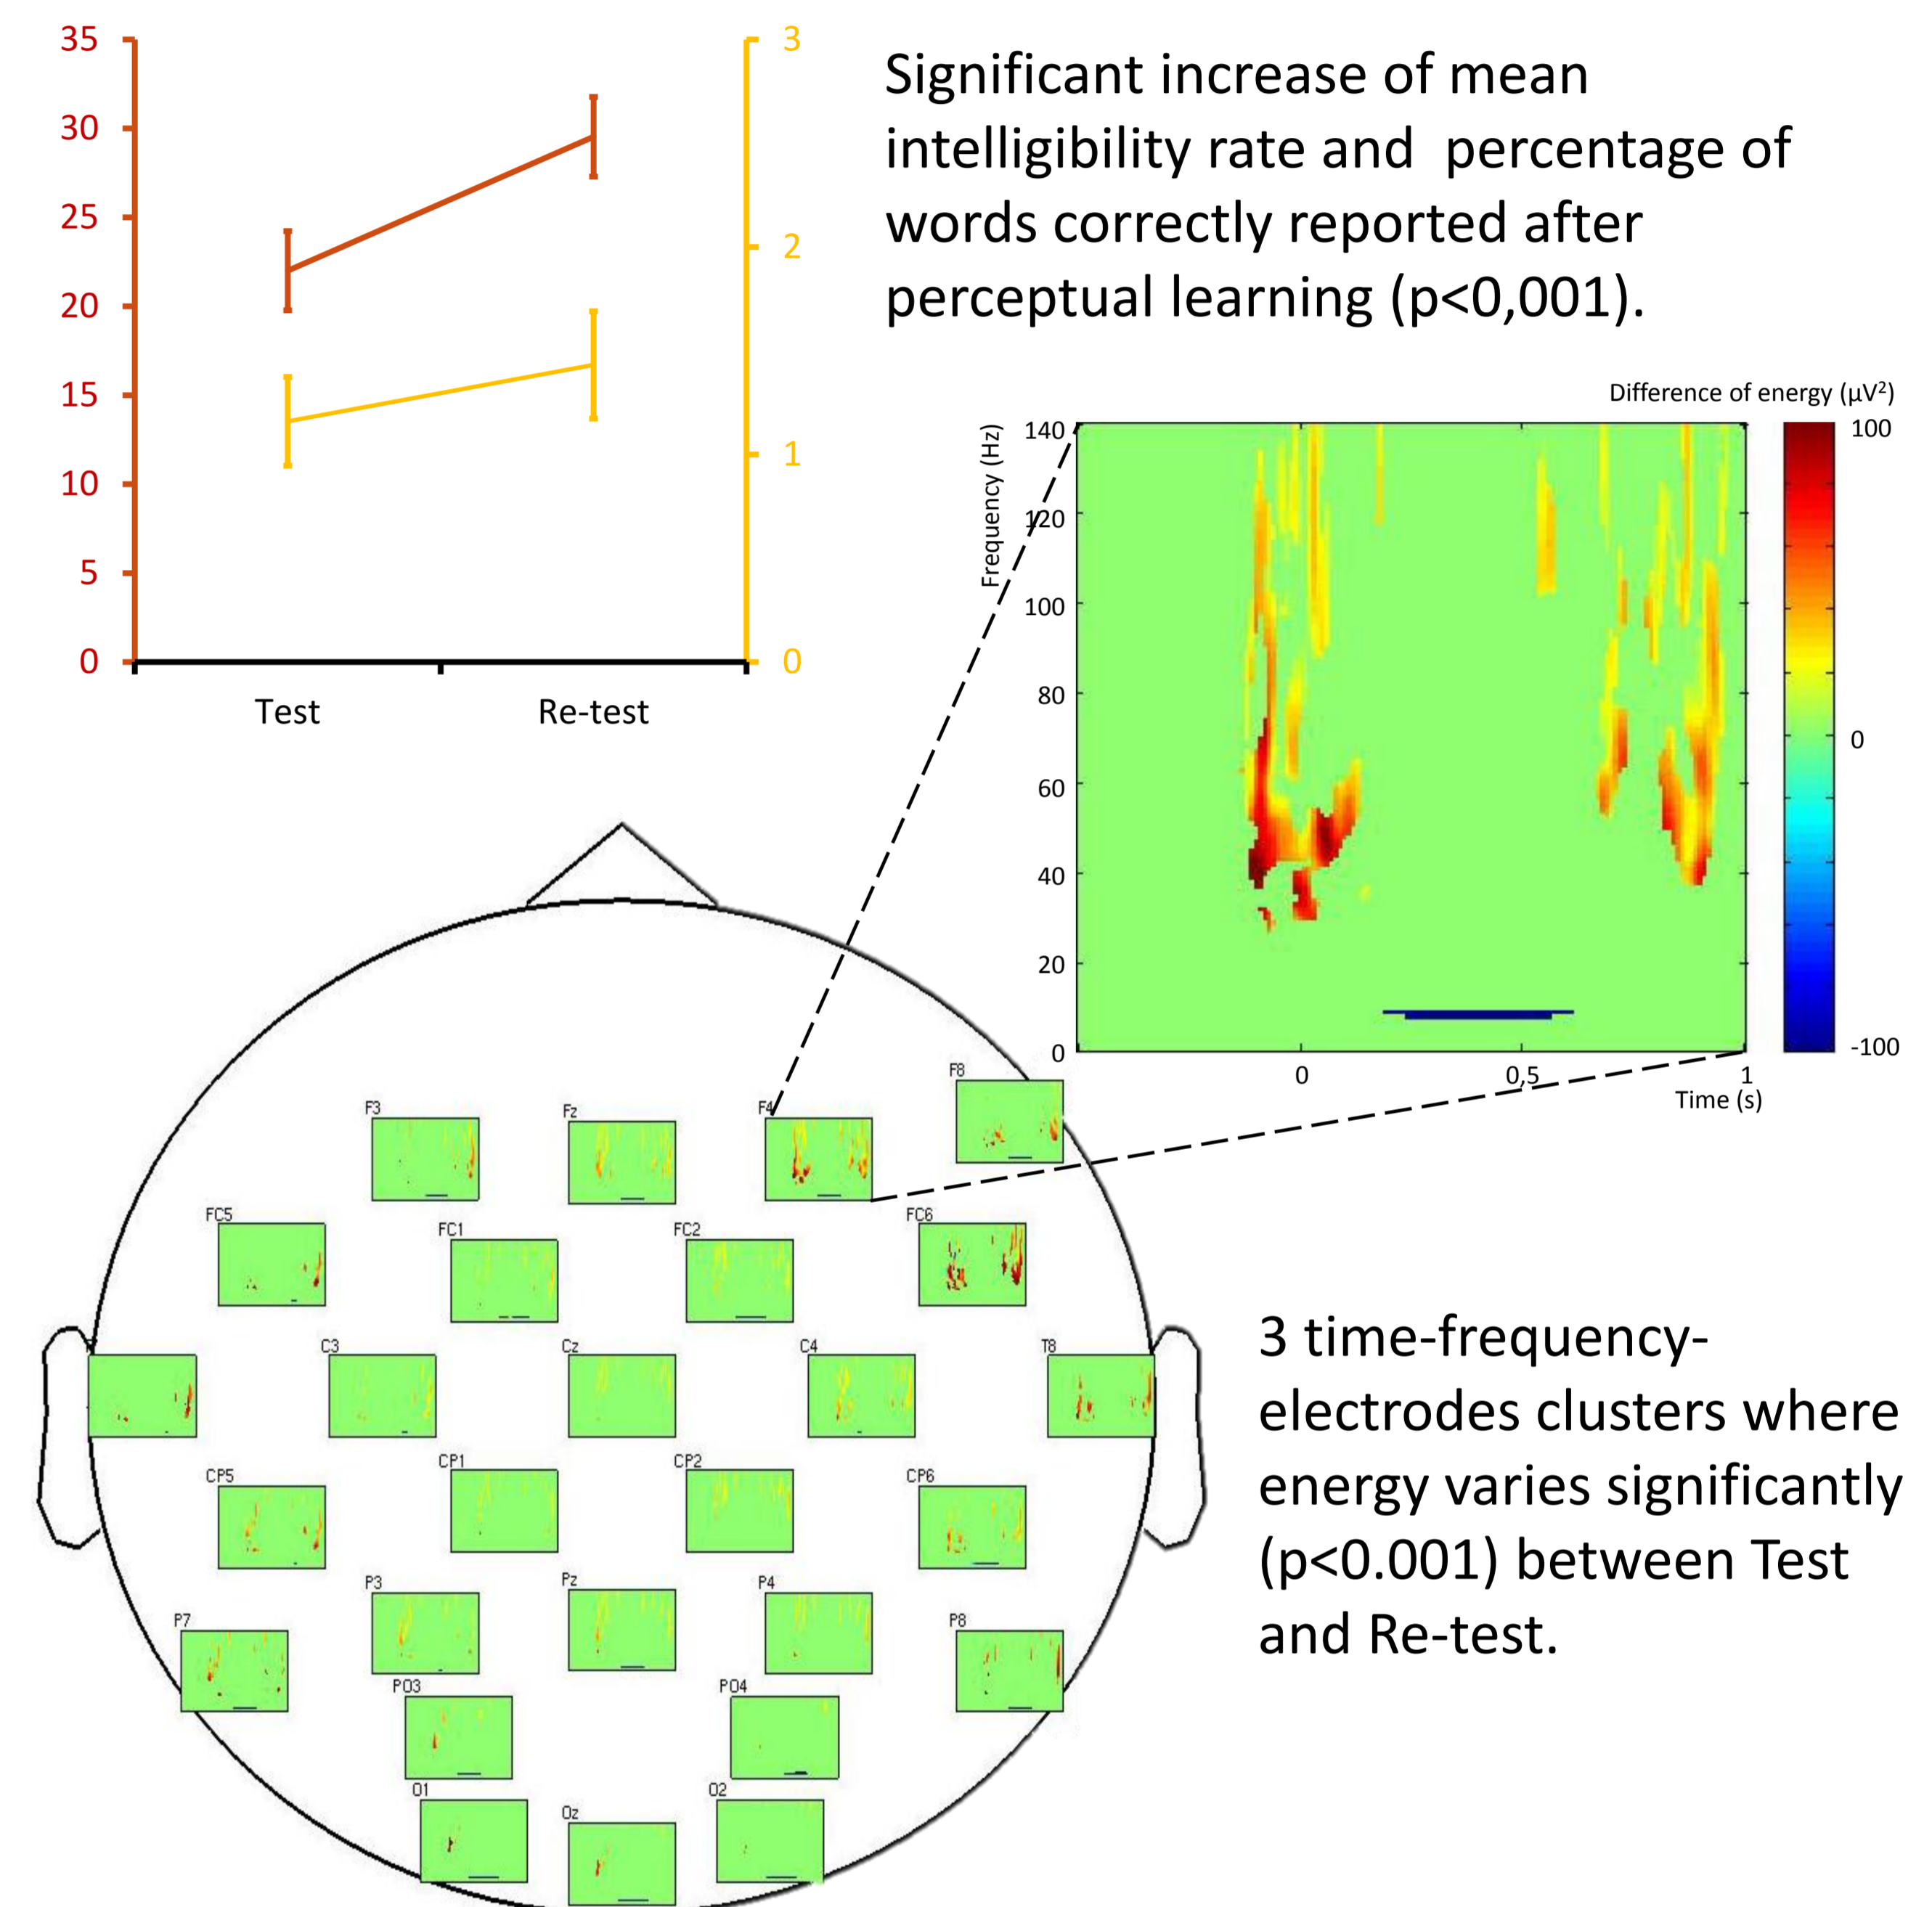 35
30
25
20
15
10
5
0
3
2
1
0
Test Re-test
Significant increase of mean
intelligibility rate and percentage of
words correctly reported after
perceptual learning (p<0,001).
Difference of energy (µV²)
Frequency (Hz)
140
120
100
80
60
40
20
0
0 0,5 1
Time (s)
100
0
-100
F8
F3 Fz F4
FC5 FC1 FC2 FC6
C3 Cz C4 T8
CP5 CP1 CP2 CP6
P7 P3 Pz P4 P8
PO3 PO4
O1 Oz O2
3 time-frequency-
electrodes clusters where
energy varies significantly
(p<0.001) between Test
and Re-test.